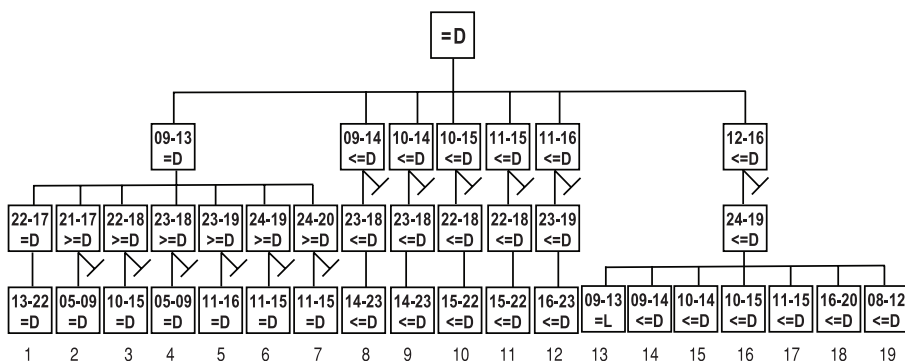 =D
09-13 09-14 10-14 10-15 11-15 11-16 12-16
=D <=D <=D <=D <=D <=D <=D
22-17 21-17 22-18 23-18 23-19 24-19 24-20 23-18 23-18 22-18 22-18 23-19 24-19
=D >=D >=D >=D >=D >=D >=D <=D <=D <=D <=D <=D <=D
13-22 05-09 10-15 05-09 11-16 11-15 11-15 14-23 14-23 15-22 15-22 16-23 09-13 09-14 10-14 10-15 11-15 16-20 08-12
=D =D =D =D =D =D =D <=D <=D <=D <=D <=D =L <=D <=D <=D <=D <=D <=D
1 2 3 4 5 6 7 8 9 10 11 12 13 14 15 16 17 18 19